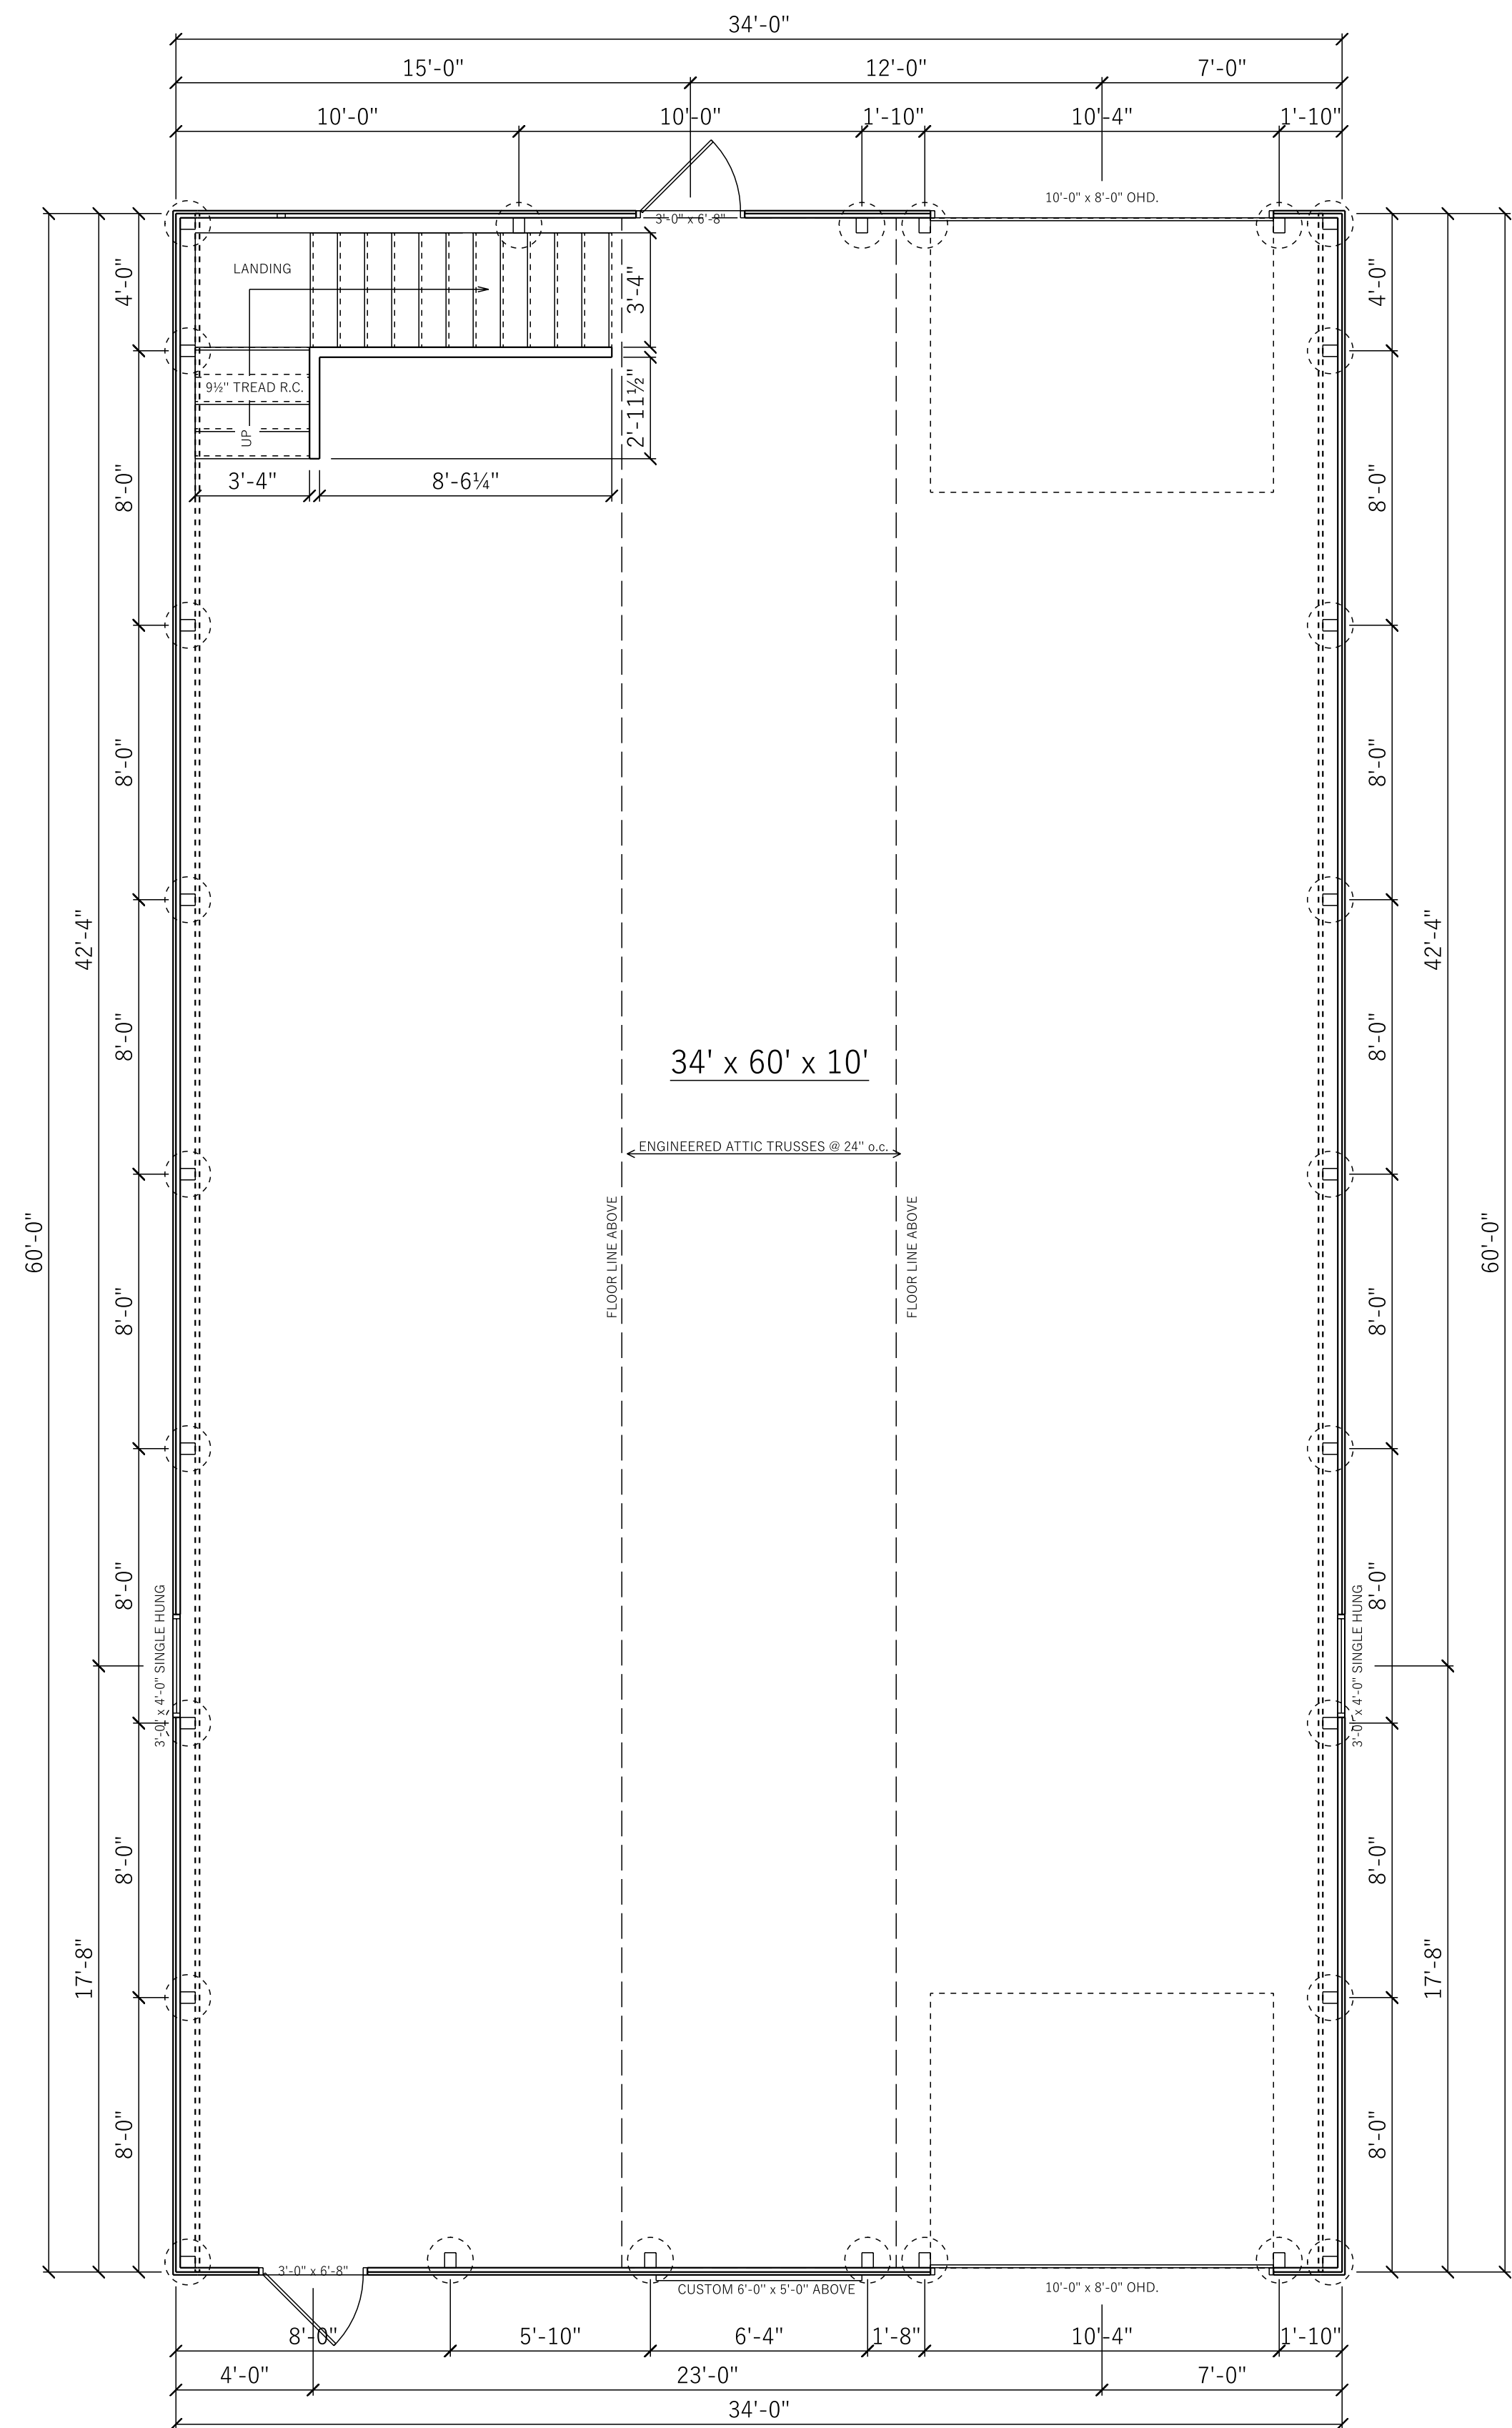 34'-0"
15'-0" 12'-0" 7'-0"
10'-0" 10'-0" 1'-10" 10'-4" 1'-10"
10'-0" x 8'-0" OHD.
3'-0" x 6'-8"
LANDING
4'-0"
3'-4"
4'-0"
9½" TREAD R.C.
2'-11½"
UP
3'-4" 8'-6¼"
8'-0"
8'-0"
8'-0"
8'-0"
42'-4"
42'-4"
8'-0"
8'-0"
34' x 60' x 10'
ENGINEERED ATTIC TRUSSES @ 24" o.c.
60'-0"
FLOOR LINE ABOVE
FLOOR LINE ABOVE
60'-0"
8'-0"
8'-0"
8'-0"
8'-0"
3'-0" x 4'-0" SINGLE HUNG
3'-0" x 4'-0" SINGLE HUNG
8'-0"
8'-0"
17'-8"
17'-8"
8'-0"
8'-0"
3'-0" x 6'-8"
CUSTOM 6'-0" x 5'-0" ABOVE
10'-0" x 8'-0" OHD.
8'-0" 5'-10" 6'-4" 1'-8" 10'-4" 1'-10"
4'-0" 23'-0" 7'-0"
34'-0"